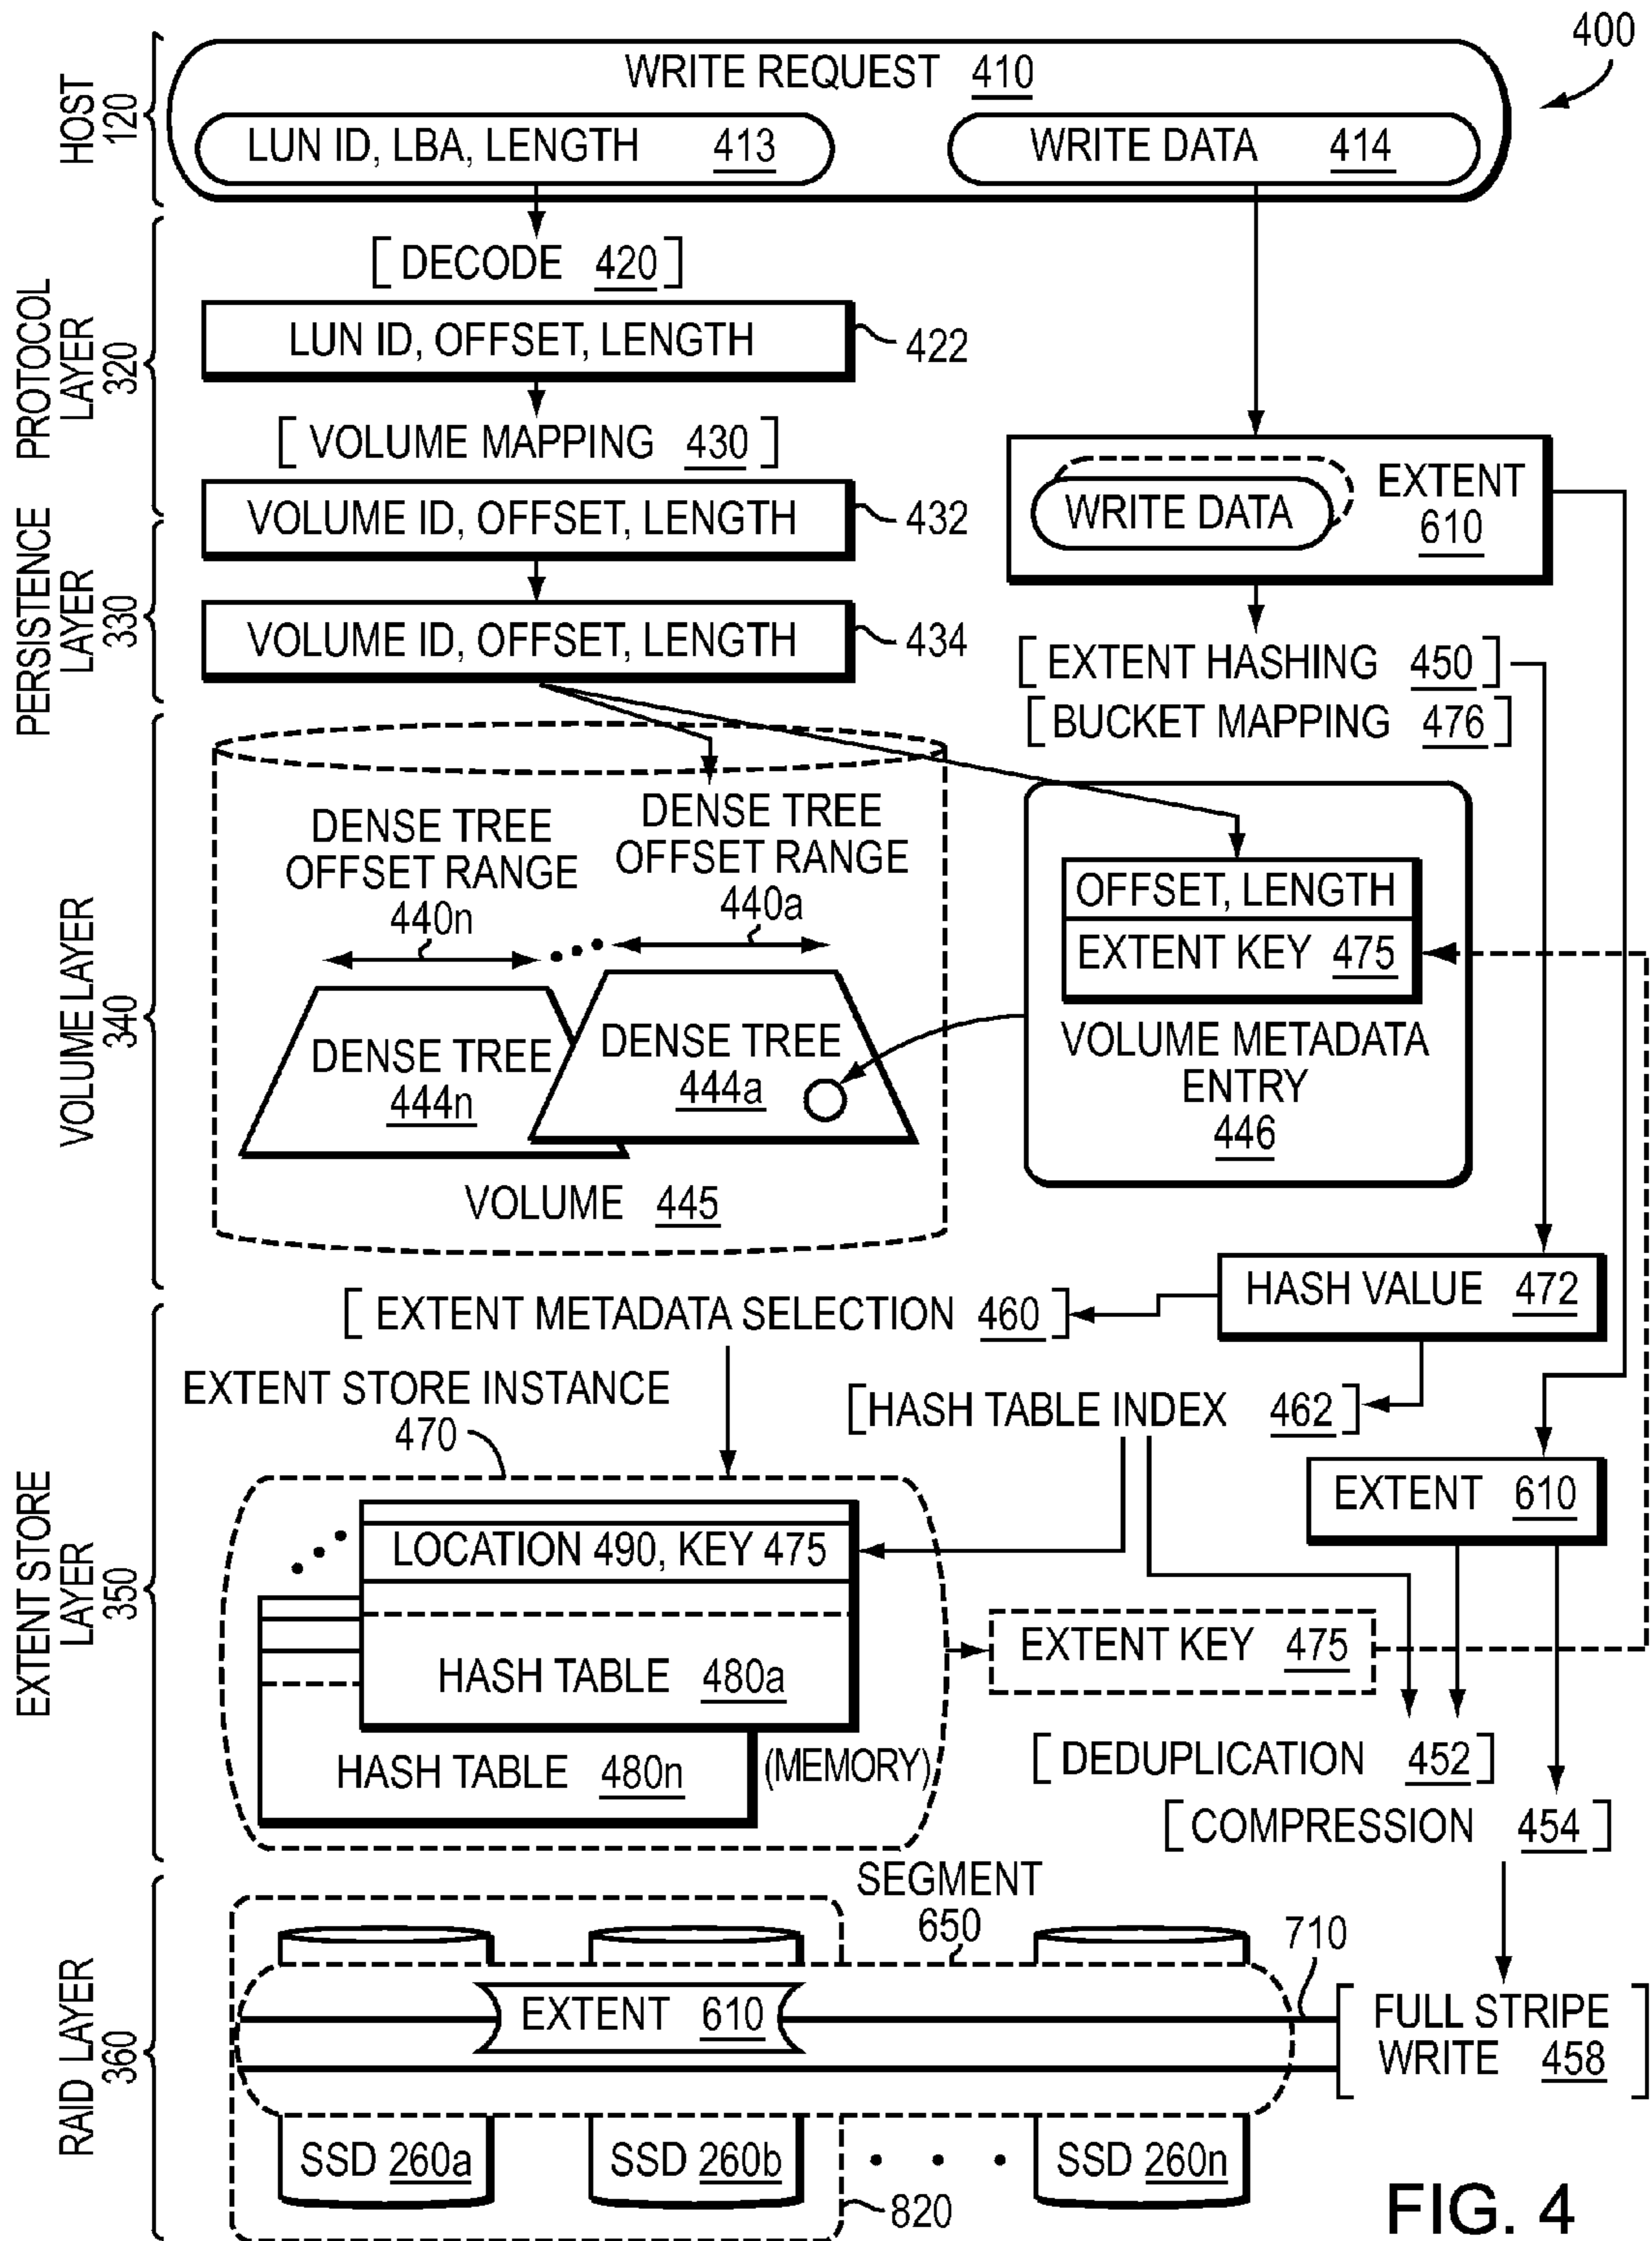 400
HOST
120
WRITE REQUEST 410
LUN ID, LBA, LENGTH 413
WRITE DATA 414
PROTOCOL
LAYER
320
[DECODE 420]
LUN ID, OFFSET, LENGTH
422
[VOLUME MAPPING 430]
VOLUME ID, OFFSET, LENGTH
432
WRITE DATA
EXTENT
610
PERSISTENCE
LAYER
330
VOLUME ID, OFFSET, LENGTH
434
[EXTENT HASHING 450]
[BUCKET MAPPING 476]
VOLUME LAYER
340
DENSE TREE
OFFSET RANGE
440n
DENSE TREE
OFFSET RANGE
440a
DENSE TREE
444n
DENSE TREE
444a
VOLUME 445
OFFSET, LENGTH
EXTENT KEY 475
VOLUME METADATA
ENTRY
446
HASH VALUE 472
EXTENT STORE
LAYER
350
[EXTENT METADATA SELECTION 460]
EXTENT STORE INSTANCE
470
[HASH TABLE INDEX 462]
EXTENT 610
LOCATION 490, KEY 475
HASH TABLE 480a
HASH TABLE 480n
(MEMORY)
EXTENT KEY 475
[DEDUPLICATION 452]
[COMPRESSION 454]
RAID LAYER
360
SEGMENT
650
710
EXTENT 610
[FULL STRIPE
WRITE 458]
SSD 260a
SSD 260b
. . .
SSD 260n
820
FIG. 4